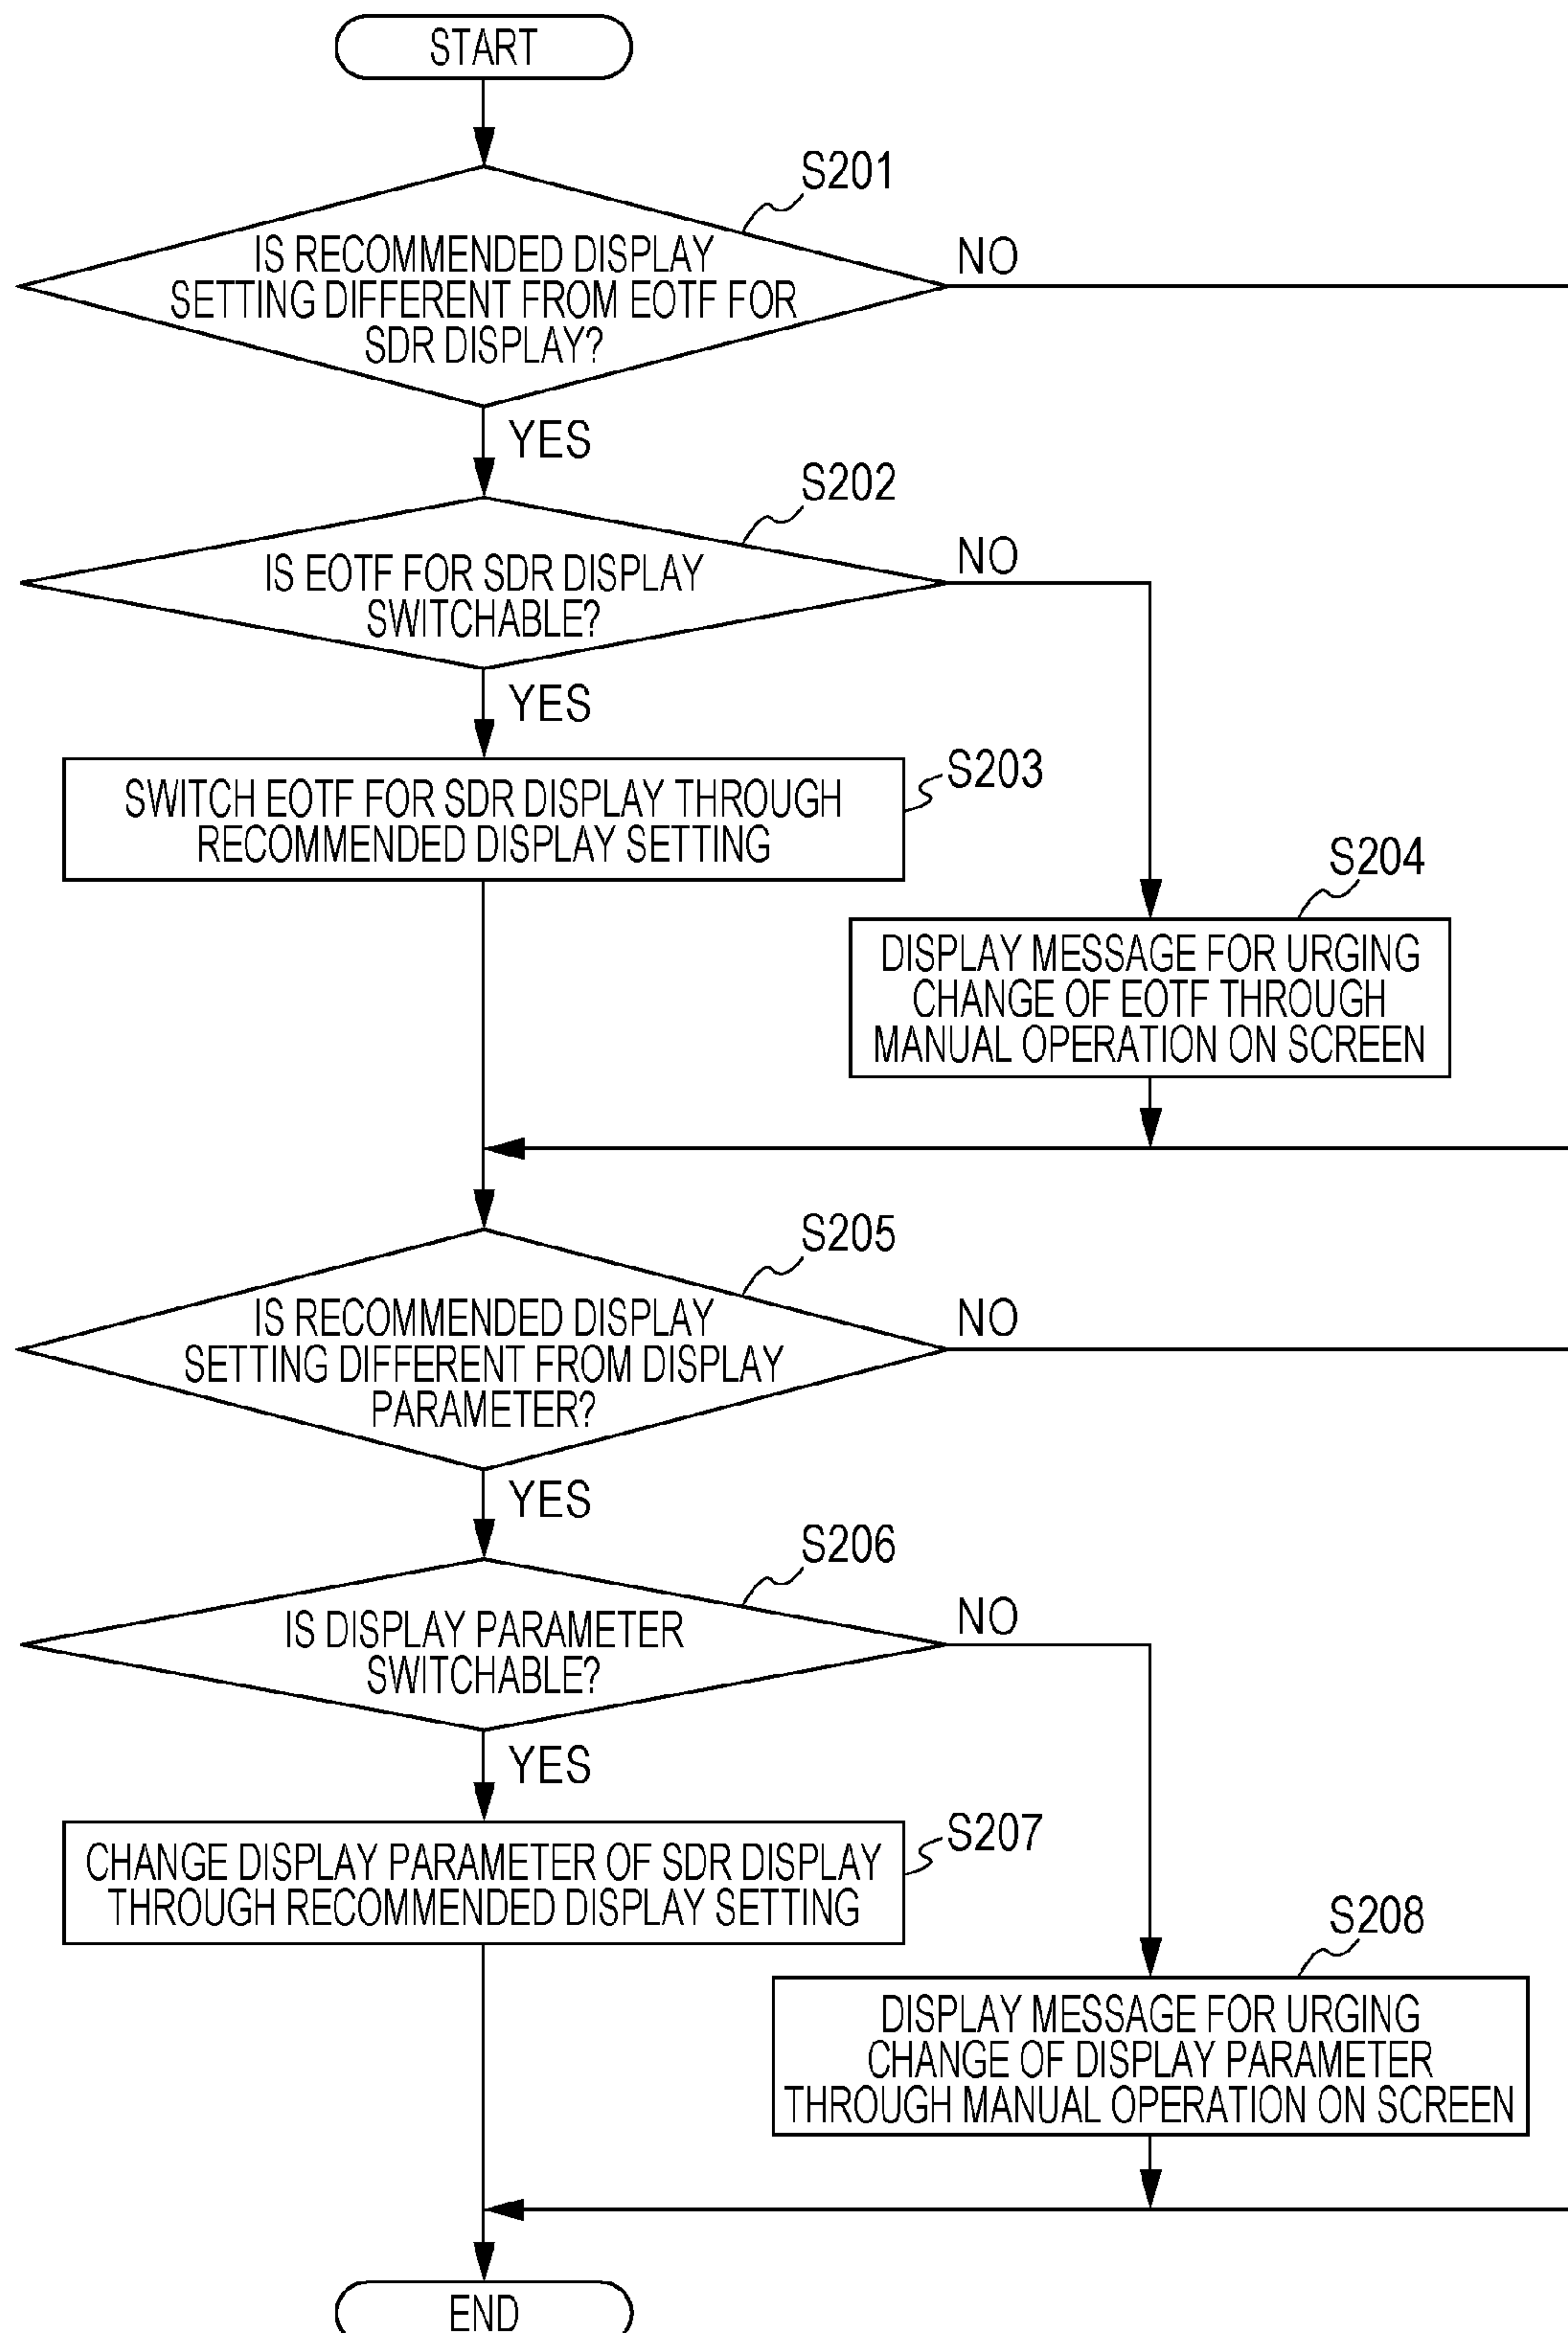 START
S201
IS RECOMMENDED DISPLAY
SETTING DIFFERENT FROM EOTF FOR
SDR DISPLAY?
NO
YES
S202
IS EOTF FOR SDR DISPLAY
SWITCHABLE?
NO
YES
S203
SWITCH EOTF FOR SDR DISPLAY THROUGH
RECOMMENDED DISPLAY SETTING
S204
DISPLAY MESSAGE FOR URGING
CHANGE OF EOTF THROUGH
MANUAL OPERATION ON SCREEN
S205
IS RECOMMENDED DISPLAY
SETTING DIFFERENT FROM DISPLAY
PARAMETER?
NO
YES
S206
IS DISPLAY PARAMETER
SWITCHABLE?
NO
YES
S207
CHANGE DISPLAY PARAMETER OF SDR DISPLAY
THROUGH RECOMMENDED DISPLAY SETTING
S208
DISPLAY MESSAGE FOR URGING
CHANGE OF DISPLAY PARAMETER
THROUGH MANUAL OPERATION ON SCREEN
END